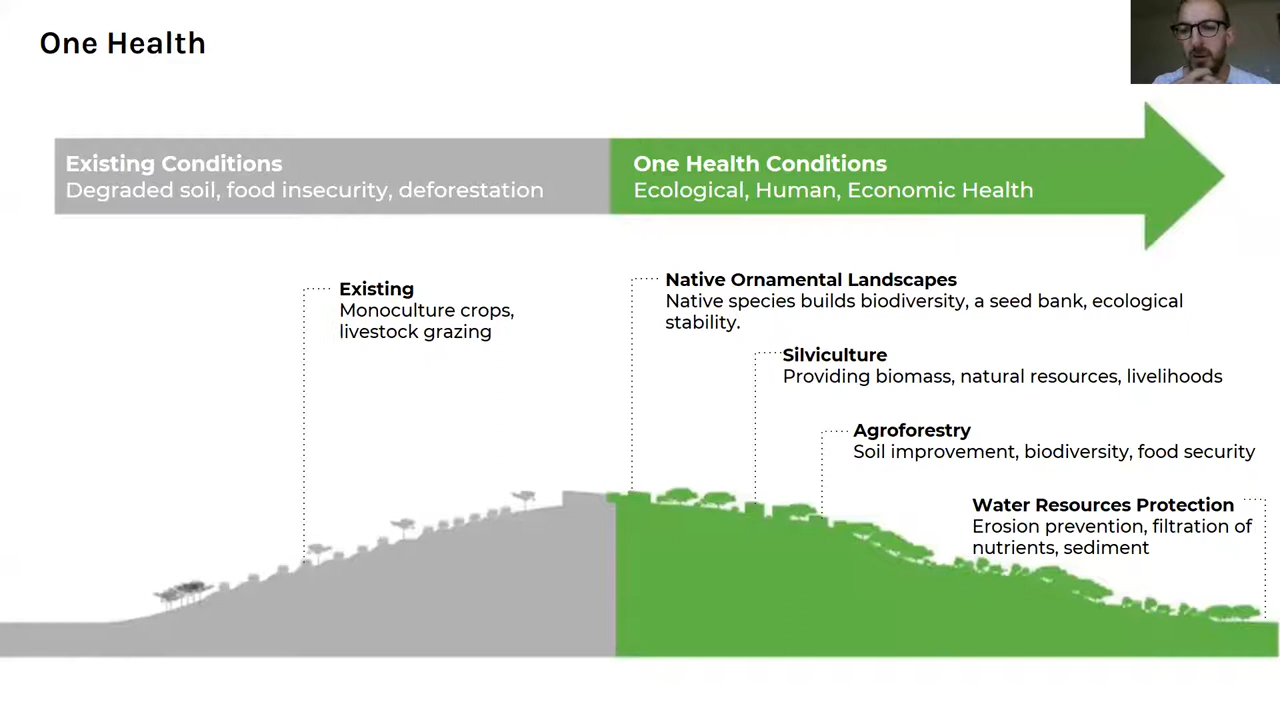 One Health
Existing Conditions
Degraded soil, food insecurity, deforestation
One Health Conditions
Ecological, Human, Economic Health
Existing
Monoculture crops,
livestock grazing
Native Ornamental Landscapes
Native species builds biodiversity, a seed bank, ecological
stability.
Silviculture
Providing biomass, natural resources, livelihoods
Agroforestry
Soil improvement, biodiversity, food security
Water Resources Protection
Erosion prevention, filtration of
nutrients, sediment